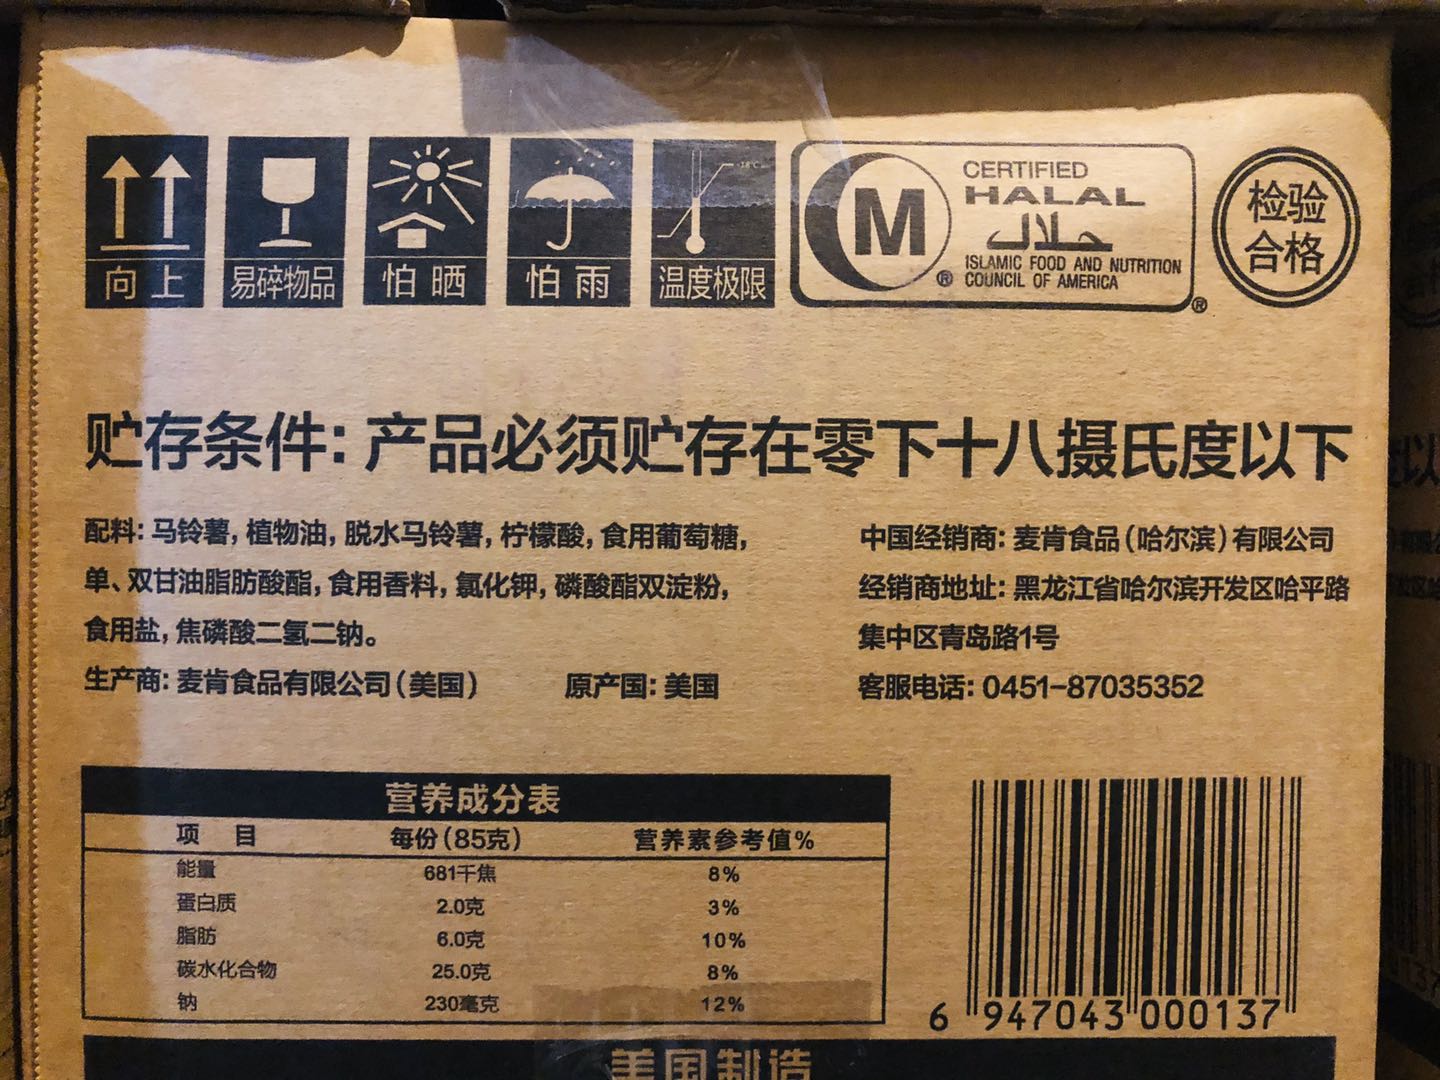 向上
易碎物品
怕晒
怕雨
-18°C
温度极限
M
CERTIFIED
HALAL
حلال
ISLAMIC FOOD AND NUTRITION
COUNCIL OF AMERICA
®
®
检验
合格
贮存条件：产品必须贮存在零下十八摄氏度以下
配料：马铃薯，植物油，脱水马铃薯，柠檬酸，食用葡萄糖，
单、双甘油脂肪酸酯，食用香料，氯化钾，磷酸酯双淀粉，
食用盐，焦磷酸二氢二钠。
生产商：麦肯食品有限公司（美国） 原产国：美国
中国经销商：麦肯食品（哈尔滨）有限公司
经销商地址：黑龙江省哈尔滨开发区哈平路
集中区青岛路1号
客服电话：0451-87035352
营养成分表
项 目 每份（85克） 营养素参考值%
能量 681千焦 8%
蛋白质 2.0克 3%
脂肪 6.0克 10%
碳水化合物 25.0克 8%
钠 230毫克 12%
6 947043 000137
美国制造